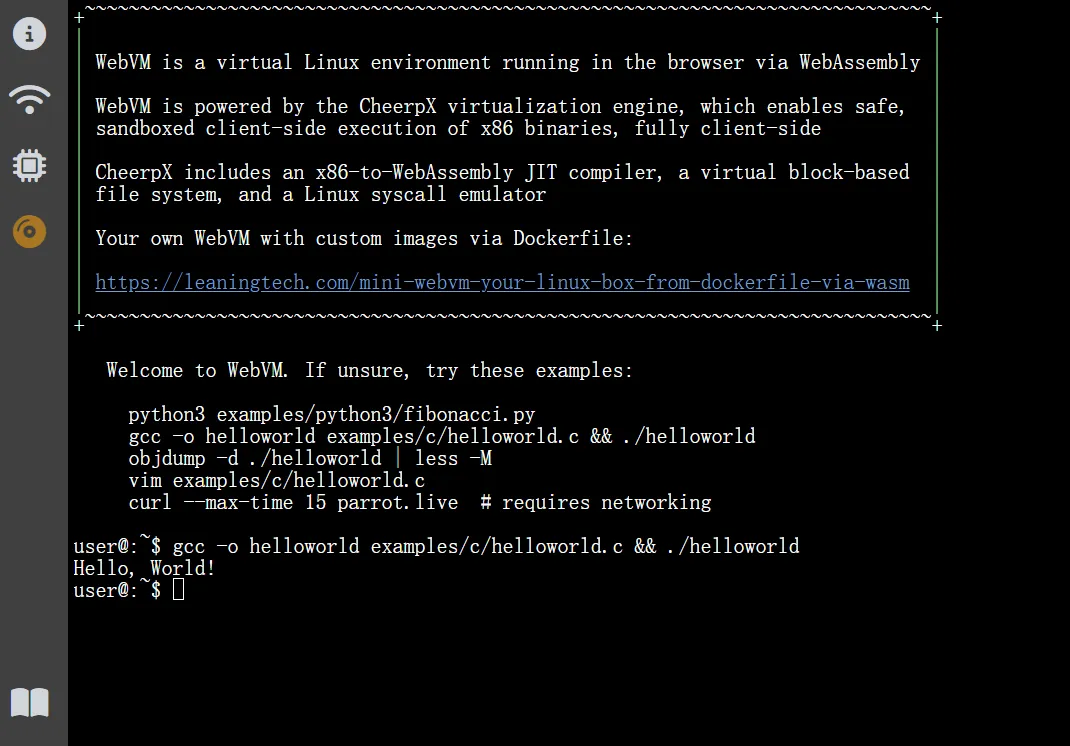 +~~~~~~~~~~~~~~~~~~~~~~~~~~~~~~~~~~~~~~~~~~~~~~~~~~~~~~~~~~~~~~~~~~~~~~~~~~~~~+
WebVM is a virtual Linux environment running in the browser via WebAssembly
WebVM is powered by the CheerpX virtualization engine, which enables safe,
sandboxed client-side execution of x86 binaries, fully client-side
CheerpX includes an x86-to-WebAssembly JIT compiler, a virtual block-based
file system, and a Linux syscall emulator
Your own WebVM with custom images via Dockerfile:
https://leaningtech.com/mini-webvm-your-linux-box-from-dockerfile-via-wasm
+~~~~~~~~~~~~~~~~~~~~~~~~~~~~~~~~~~~~~~~~~~~~~~~~~~~~~~~~~~~~~~~~~~~~~~~~~~~~~+
Welcome to WebVM. If unsure, try these examples:
python3 examples/python3/fibonacci.py
gcc -o helloworld examples/c/helloworld.c && ./helloworld
objdump -d ./helloworld | less -M
vim examples/c/helloworld.c
curl --max-time 15 parrot.live  # requires networking
user@:~$ gcc -o helloworld examples/c/helloworld.c && ./helloworld
Hello, World!
user@:~$